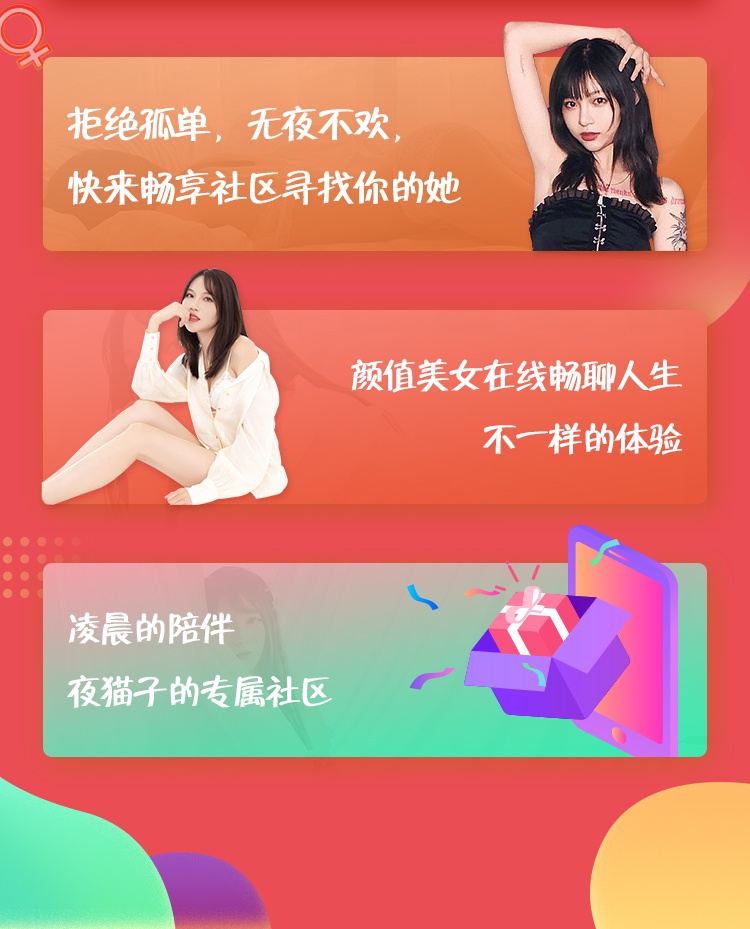 拒绝孤单，无夜不欢，
快来畅享社区寻找你的她
颜值美女在线畅聊人生
不一样的体验
凌晨的陪伴
夜猫子的专属社区